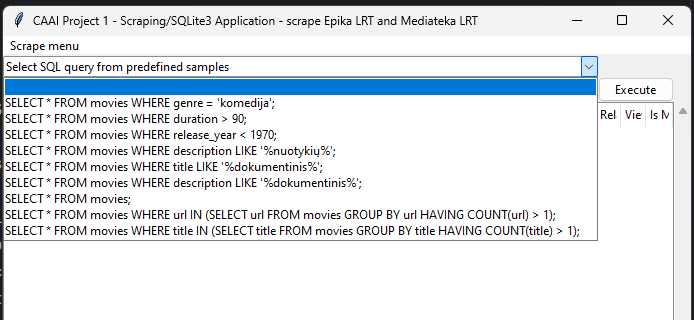 CAAI Project 1 - Scraping/SQLite3 Application - scrape Epika LRT and Mediateka LRT
Scrape menu
Select SQL query from predefined samples
Execute
SELECT * FROM movies WHERE genre = 'komedija';
Rel Vie Is M
SELECT * FROM movies WHERE duration > 90;
SELECT * FROM movies WHERE release_year < 1970;
SELECT * FROM movies WHERE description LIKE '%nuotykių%';
SELECT * FROM movies WHERE title LIKE '%dokumentinis%';
SELECT * FROM movies WHERE description LIKE '%dokumentinis%';
SELECT * FROM movies;
SELECT * FROM movies WHERE url IN (SELECT url FROM movies GROUP BY url HAVING COUNT(url) > 1);
SELECT * FROM movies WHERE title IN (SELECT title FROM movies GROUP BY title HAVING COUNT(title) > 1);